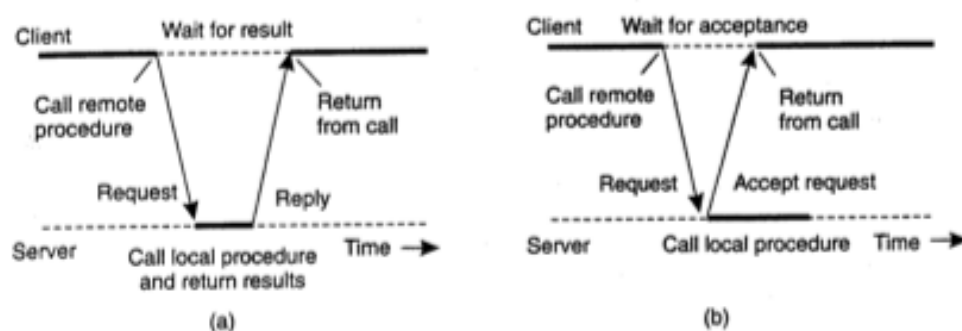 Client
Wait for result
Call remote
procedure
Return
from call
Request
Reply
Server
Call local procedure
and return results
Time
(a)
Client
Wait for acceptance
Call remote
procedure
Return
from call
Request
Accept request
Server
Call local procedure
Time
(b)